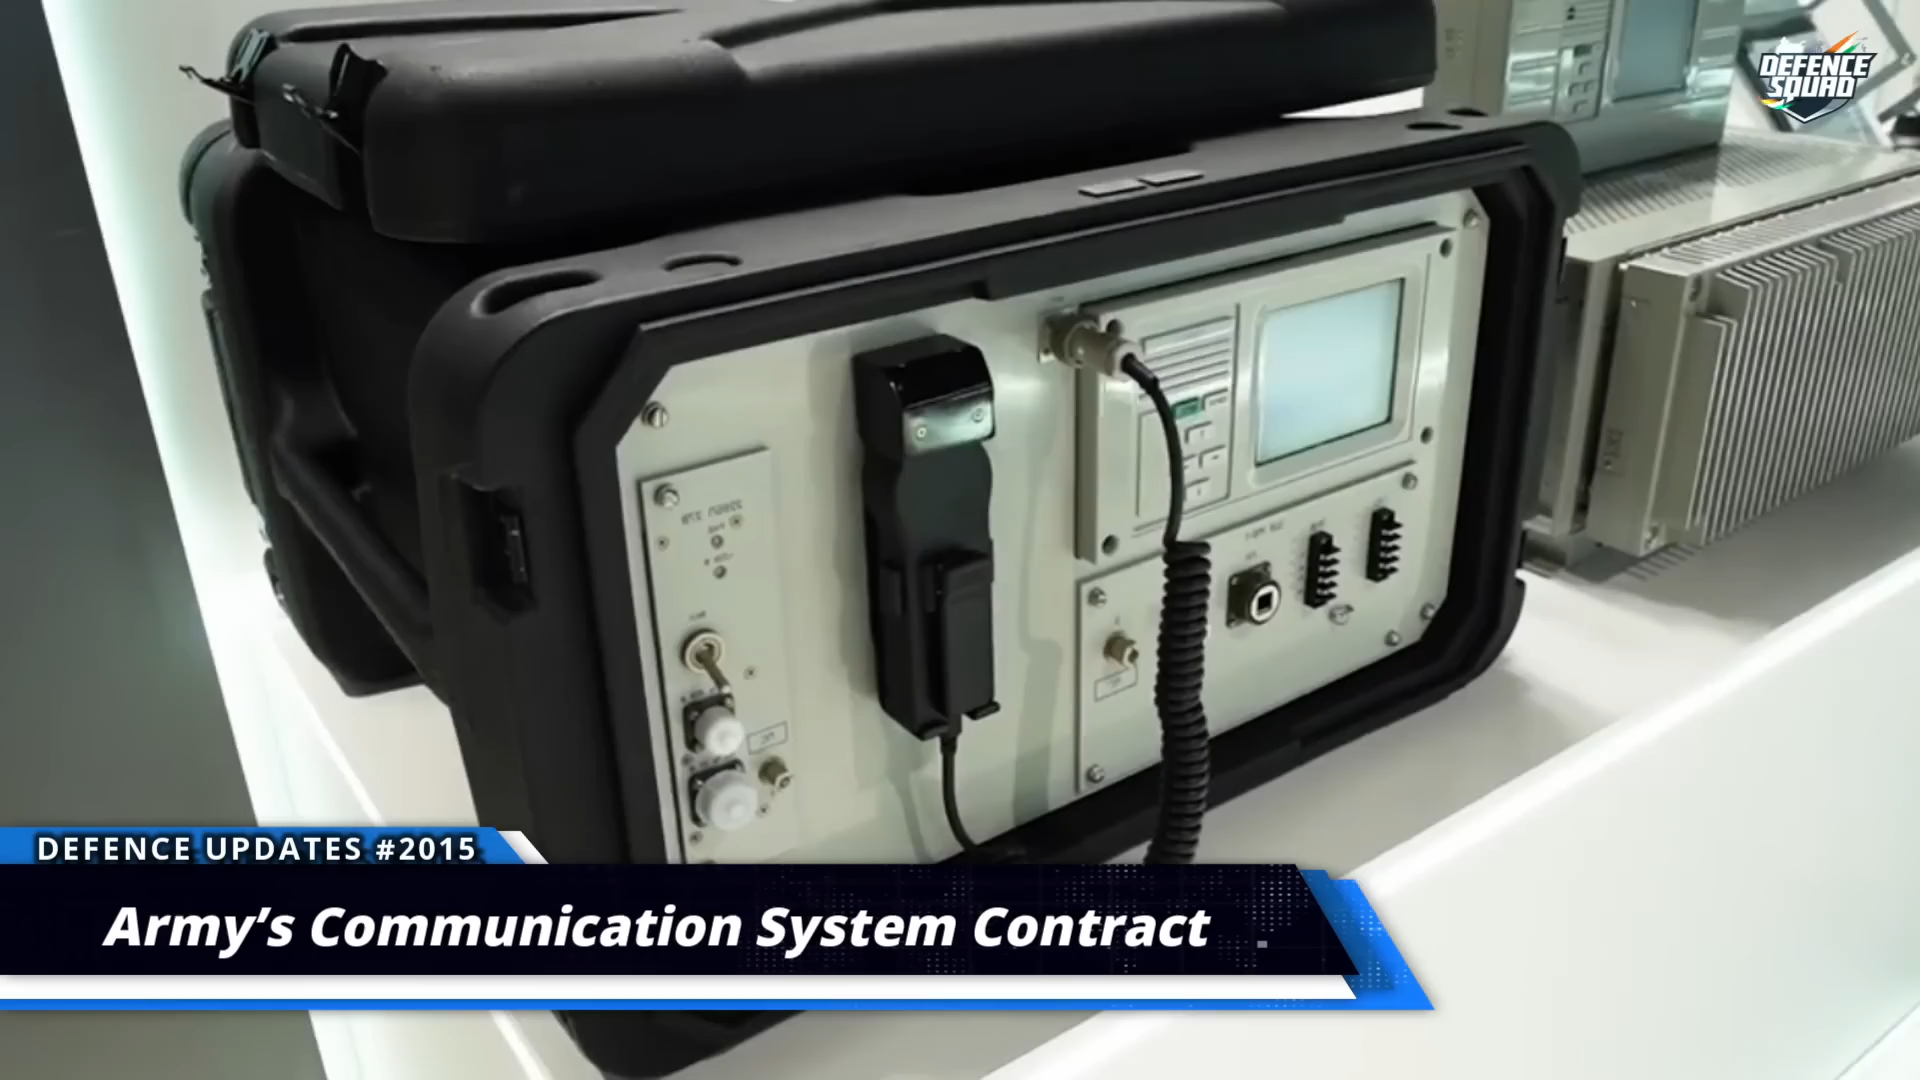 DEFENCE
SQUAD
DEFENCE UPDATES #2015
Army’s Communication System Contract